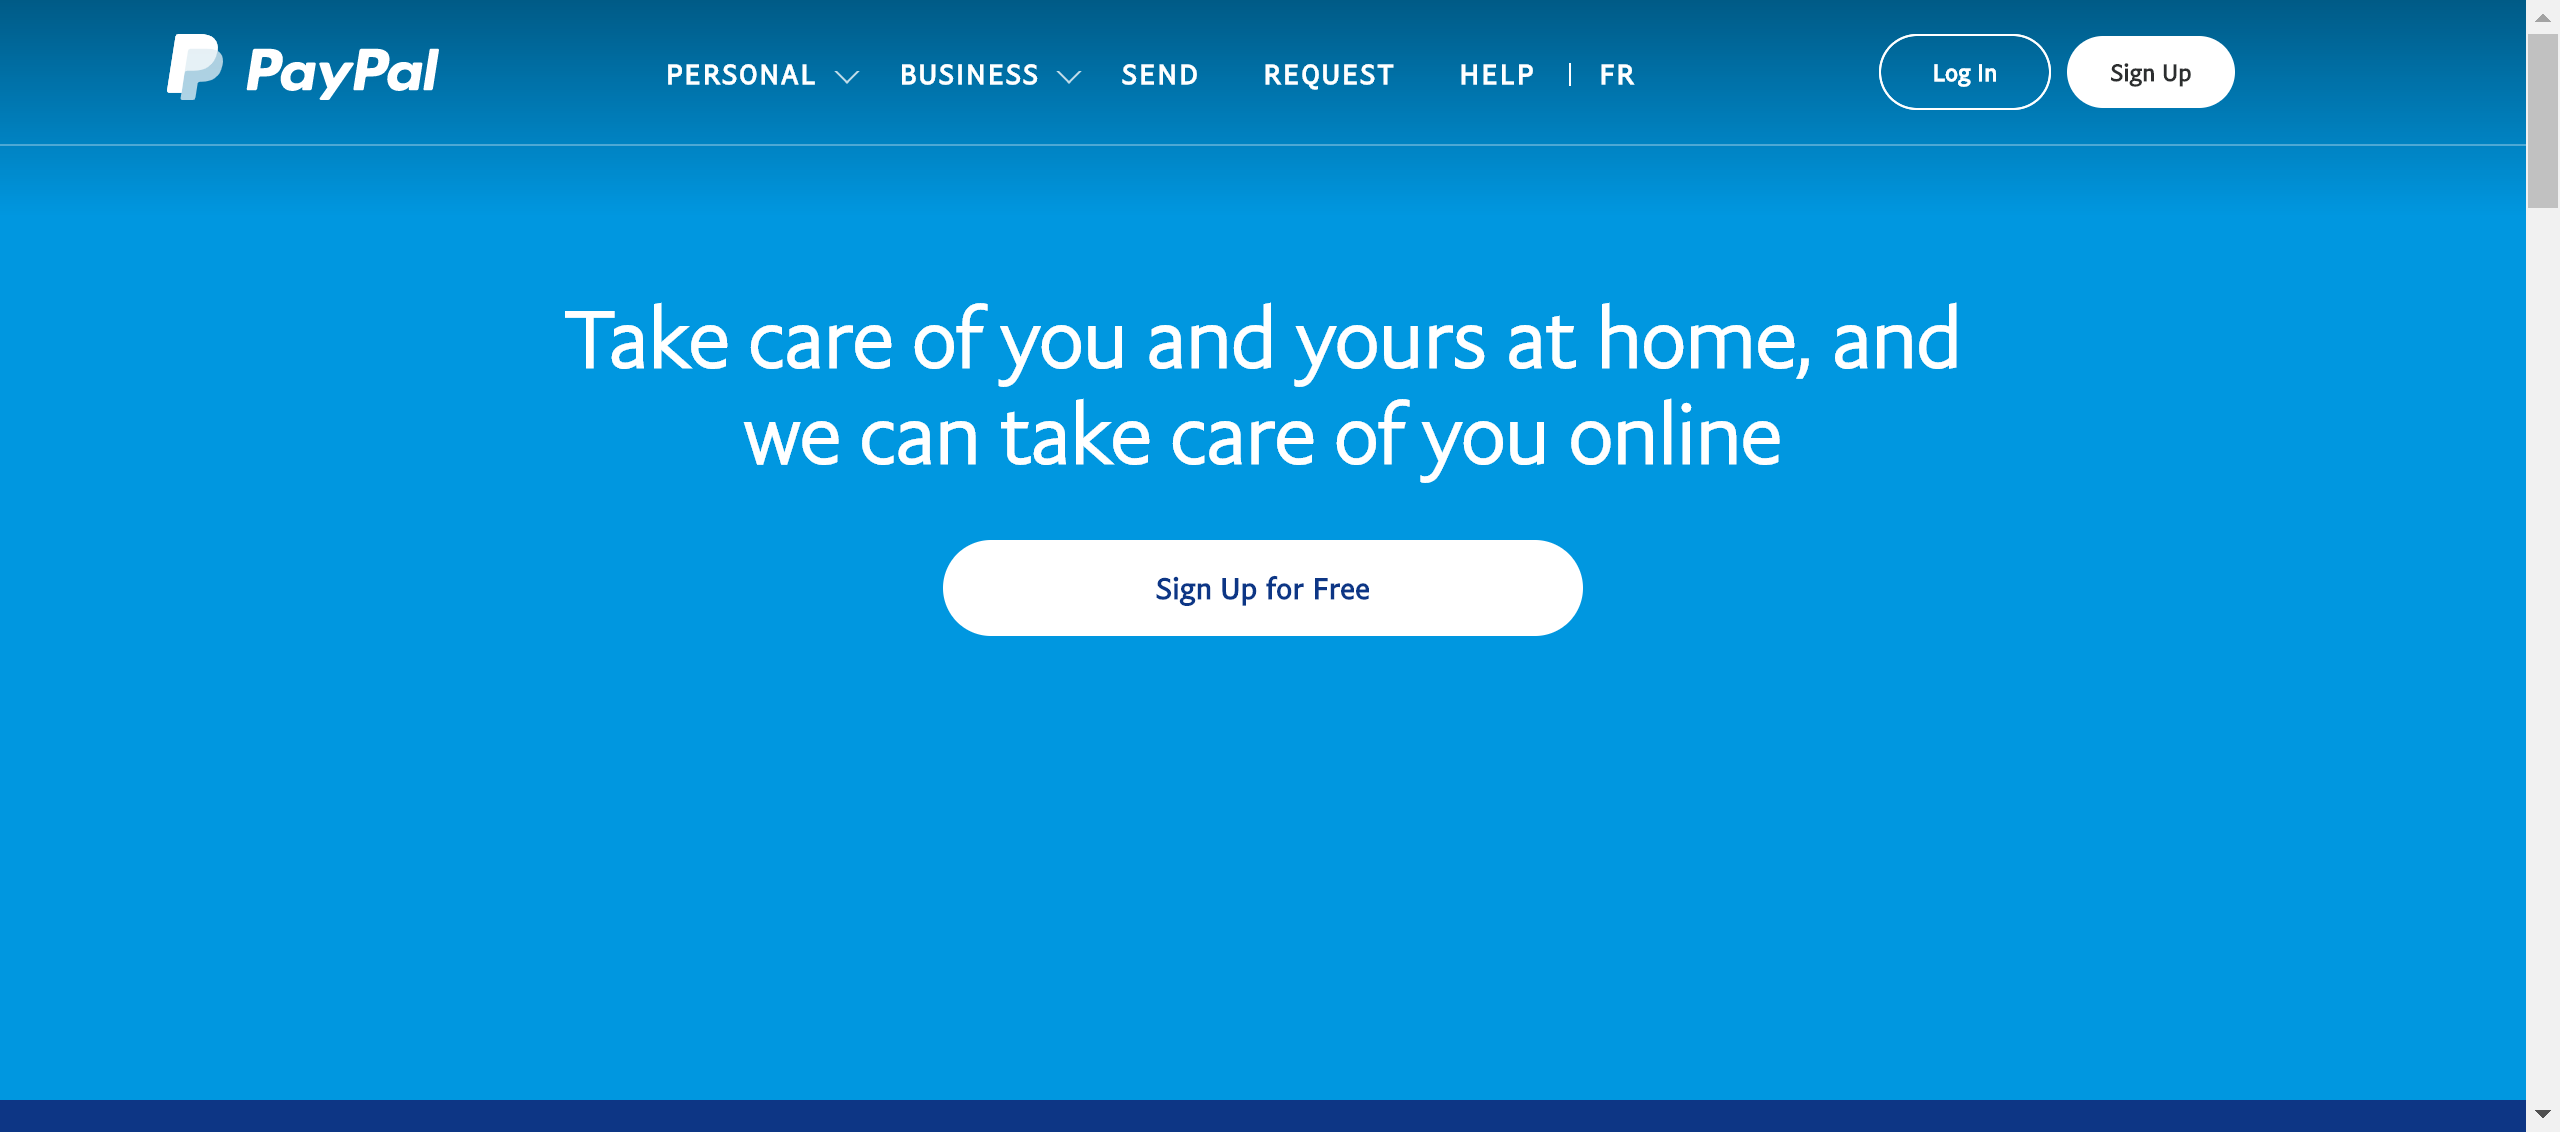 PayPal
PERSONAL BUSINESS SEND REQUEST HELP | FR
Log In
Sign Up
Take care of you and yours at home, and
we can take care of you online
Sign Up for Free